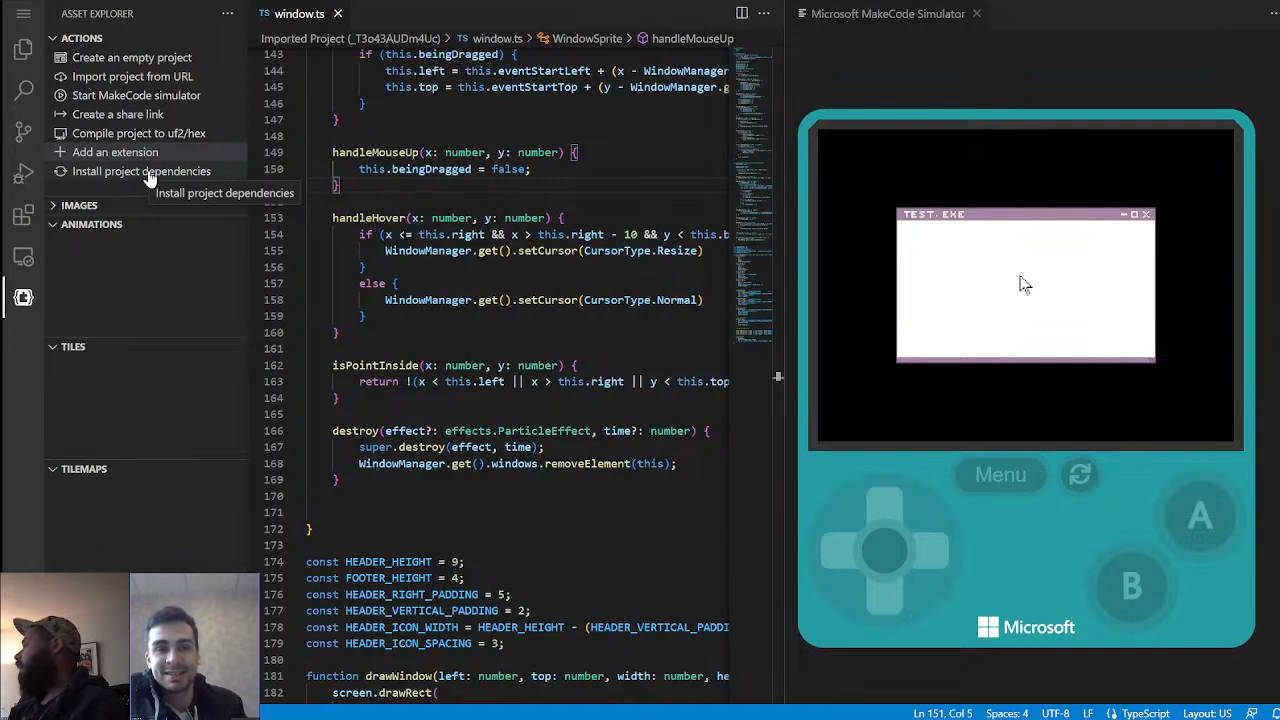 ASSET EXPLORER
ACTIONS
Create an empty project
Import project from URL
Start MakeCode simulator
Create a share link
Compile project to uf2/hex
Add an extension
Install project dependencies
TILES
TILEMAPS
window.ts
Imported Project (_T3o43AUDm4Uc) > window.ts > WindowSprite > handleMouseUp
143 if (this.beingDragged) {
144 this.left = this.eventStartLeft + (x - WindowManager
145 this.top = this.eventStartTop + (y - WindowManager.g
146 }
147 }
148
149 handleMouseUp(x: number, y: number) {
150 this.beingDragged = false;
}
153 handleHover(x: number, y: number) {
154 if (x <= this.right && x > this.right - 10 && y <= this.b
155 WindowManager.get().setCursor(CursorType.Resize)
156 }
157 else {
158 WindowManager.get().setCursor(CursorType.Normal)
159 }
160 }
161
162 isPointInside(x: number, y: number) {
163 return !(x < this.left || x > this.right || y < this.top
164 }
165
166 destroy(effect?: effects.ParticleEffect, time?: number) {
167 super.destroy(effect, time);
168 WindowManager.get().windows.removeElement(this);
169 }
170
171
172 }
173
174 const HEADER_HEIGHT = 9;
175 const FOOTER_HEIGHT = 4;
176 const HEADER_RIGHT_PADDING = 5;
177 const HEADER_VERTICAL_PADDING = 2;
178 const HEADER_ICON_WIDTH = HEADER_HEIGHT - (HEADER_VERTICAL_PADDI
179 const HEADER_ICON_SPACING = 3;
180
181 function drawWindow(left: number, top: number, width: number, he
182 screen.drawRect(
Microsoft MakeCode Simulator
TEST.EXE
Menu
A
B
Microsoft
Ln 151, Col 5 Spaces: 4 UTF-8 LF {} TypeScript Layout: US